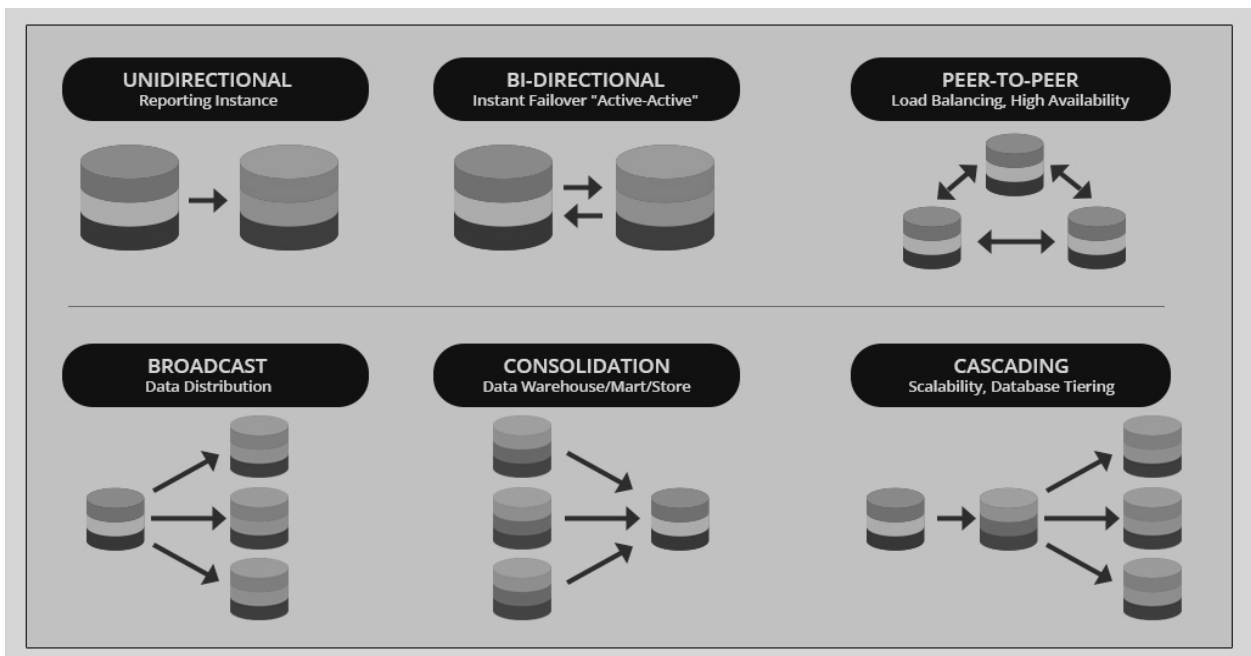 UNIDIRECTIONAL
Reporting Instance
BI-DIRECTIONAL
Instant Failover "Active-Active"
PEER-TO-PEER
Load Balancing, High Availability
BROADCAST
Data Distribution
CONSOLIDATION
Data Warehouse/Mart/Store
CASCADING
Scalability, Database Tiering